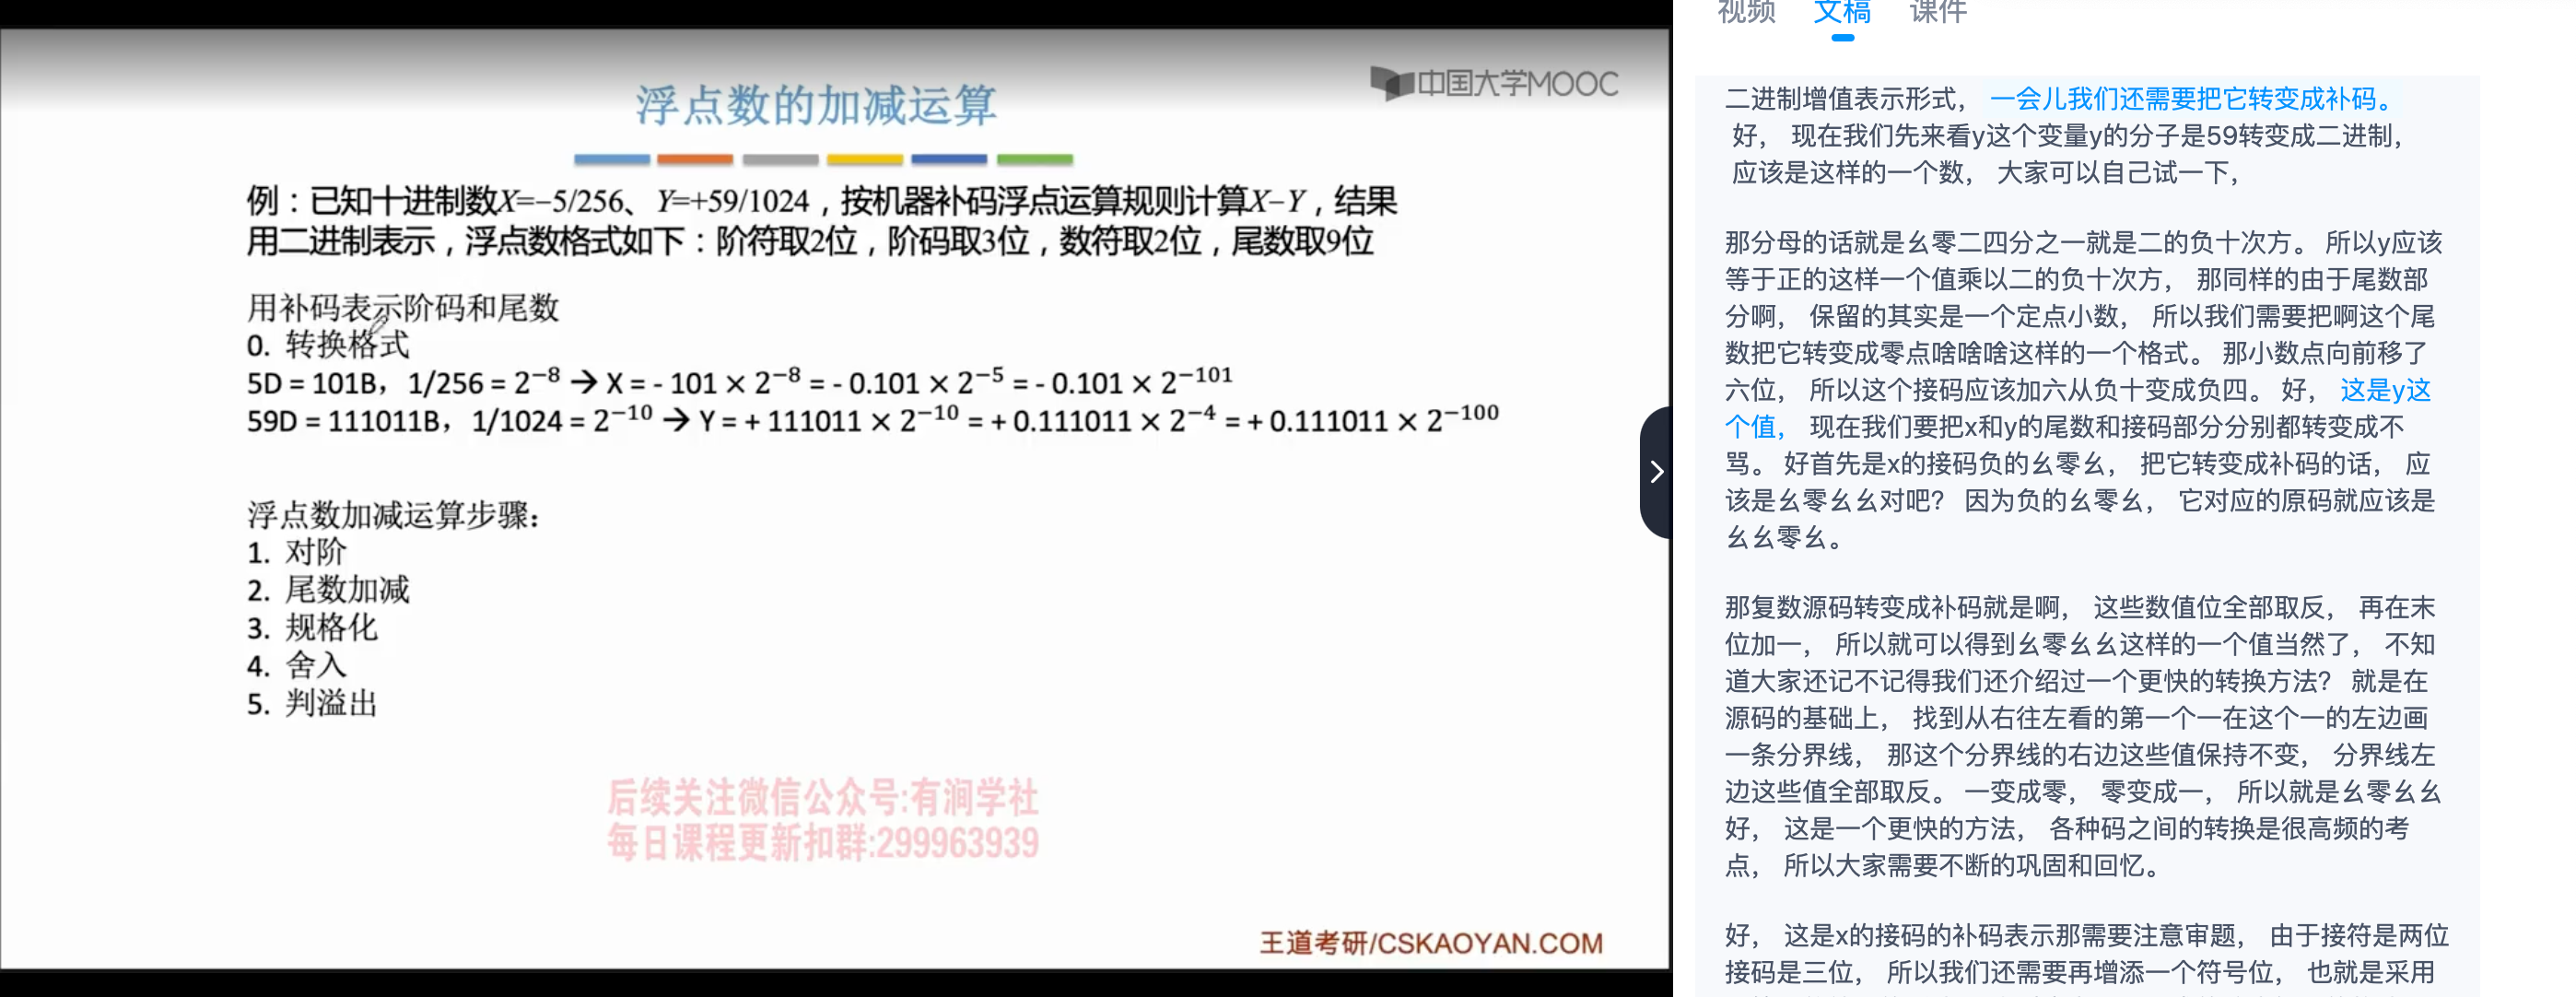 浮点数的加减运算
中国大学MOOC
例：已知十进制数X=−5/256、Y=+59/1024，按机器补码浮点运算规则计算X−Y，结果
用二进制表示，浮点数格式如下：阶符取2位，阶码取3位，数符取2位，尾数取9位
用补码表示阶码和尾数
0. 转换格式
5D = 101B，1/256 = 2⁻⁸ → X = - 101 × 2⁻⁸ = - 0.101 × 2⁻⁵ = - 0.101 × 2⁻¹⁰¹
59D = 111011B，1/1024 = 2⁻¹⁰ → Y = + 111011 × 2⁻¹⁰ = + 0.111011 × 2⁻⁴ = + 0.111011 × 2⁻¹⁰⁰
浮点数加减运算步骤：
1. 对阶
2. 尾数加减
3. 规格化
4. 舍入
5. 判溢出
后续关注微信公众号:有涧学社
每日课程更新扣群:299963939
王道考研/CSKAOYAN.COM
视频 文稿 课件
二进制增值表示形式， 一会儿我们还需要把它转变成补码。
好， 现在我们先来看y这个变量y的分子是59转变成二进制，
应该是这样的一个数， 大家可以自己试一下，
那分母的话就是幺零二四分之一就是二的负十次方。 所以y应该
等于正的这样一个值乘以二的负十次方， 那同样的由于尾数部
分啊， 保留的其实是一个定点小数， 所以我们需要把啊这个尾
数把它转变成零点啥啥啥这样的一个格式。 那小数点向前移了
六位， 所以这个接码应该加六从负十变成负四。 好， 这是y这
个值， 现在我们要把x和y的尾数和接码部分分别都转变成不
骂。 好首先是x的接码负的幺零幺， 把它转变成补码的话， 应
该是幺零幺幺对吧? 因为负的幺零幺， 它对应的原码就应该是
幺幺零幺。
那复数源码转变成补码就是啊， 这些数值位全部取反， 再在末
位加一， 所以就可以得到幺零幺幺这样的一个值当然了， 不知
道大家还记不记得我们还介绍过一个更快的转换方法? 就是在
源码的基础上， 找到从右往左看的第一个一在这个一的左边画
一条分界线， 那这个分界线的右边这些值保持不变， 分界线左
边这些值全部取反。 一变成零， 零变成一， 所以就是幺零幺幺
好， 这是一个更快的方法， 各种码之间的转换是很高频的考
点， 所以大家需要不断的巩固和回忆。
好， 这是x的接码的补码表示那需要注意审题， 由于接符是两位
接码是三位， 所以我们还需要再增添一个符号位， 也就是采用